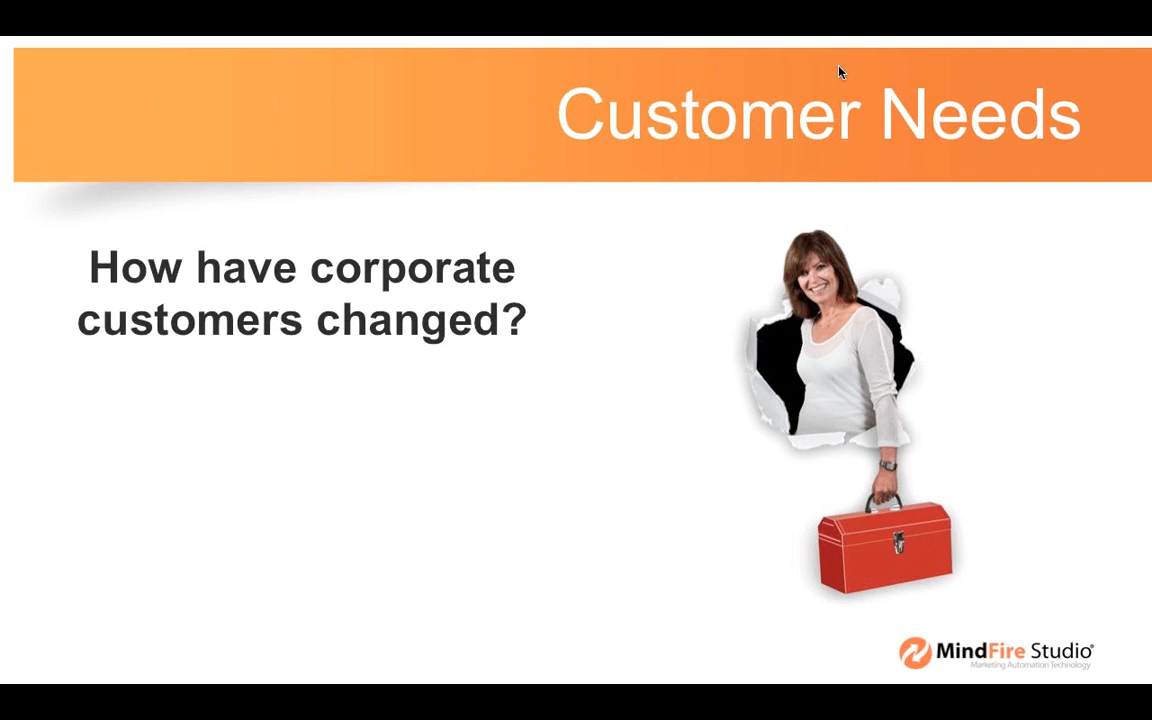 Customer Needs
How have corporate
customers changed?
MindFire Studio®
Marketing Automation Technology